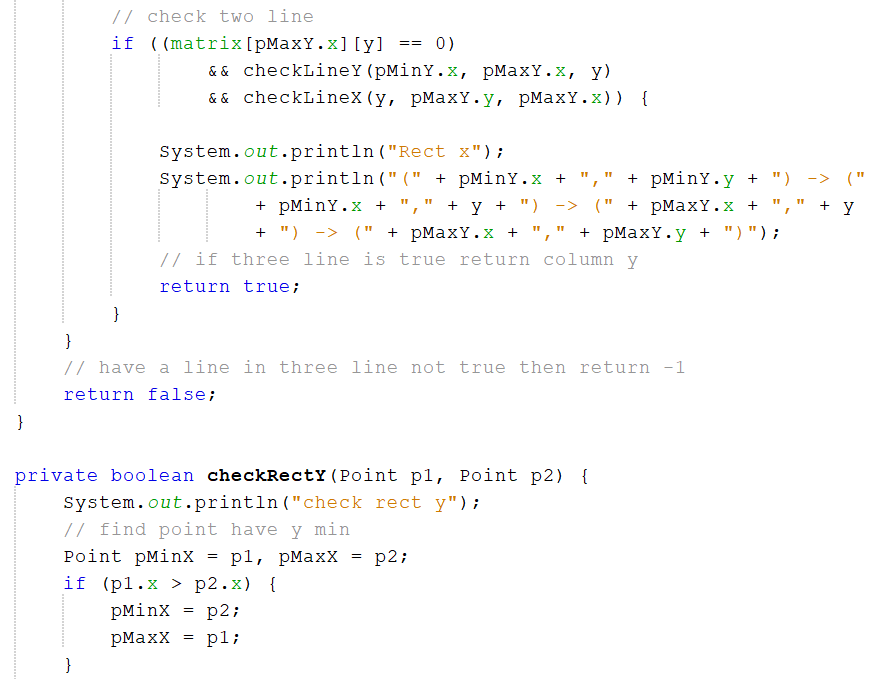 // check two line
if ((matrix[pMaxY.x][y] == 0)
&& checkLineY(pMinY.x, pMaxY.x, y)
&& checkLineX(y, pMaxY.y, pMaxY.x)) {
System.out.println("Rect x");
System.out.println("(" + pMinY.x + "," + pMinY.y + ") -> ("
+ pMinY.x + "," + y + ") -> (" + pMaxY.x + "," + y
+ ") -> (" + pMaxY.x + "," + pMaxY.y + ")");
// if three line is true return column y
return true;
}
}
// have a line in three line not true then return -1
return false;
}
private boolean checkRectY(Point p1, Point p2) {
System.out.println("check rect y");
// find point have y min
Point pMinX = p1, pMaxX = p2;
if (p1.x > p2.x) {
pMinX = p2;
pMaxX = p1;
}